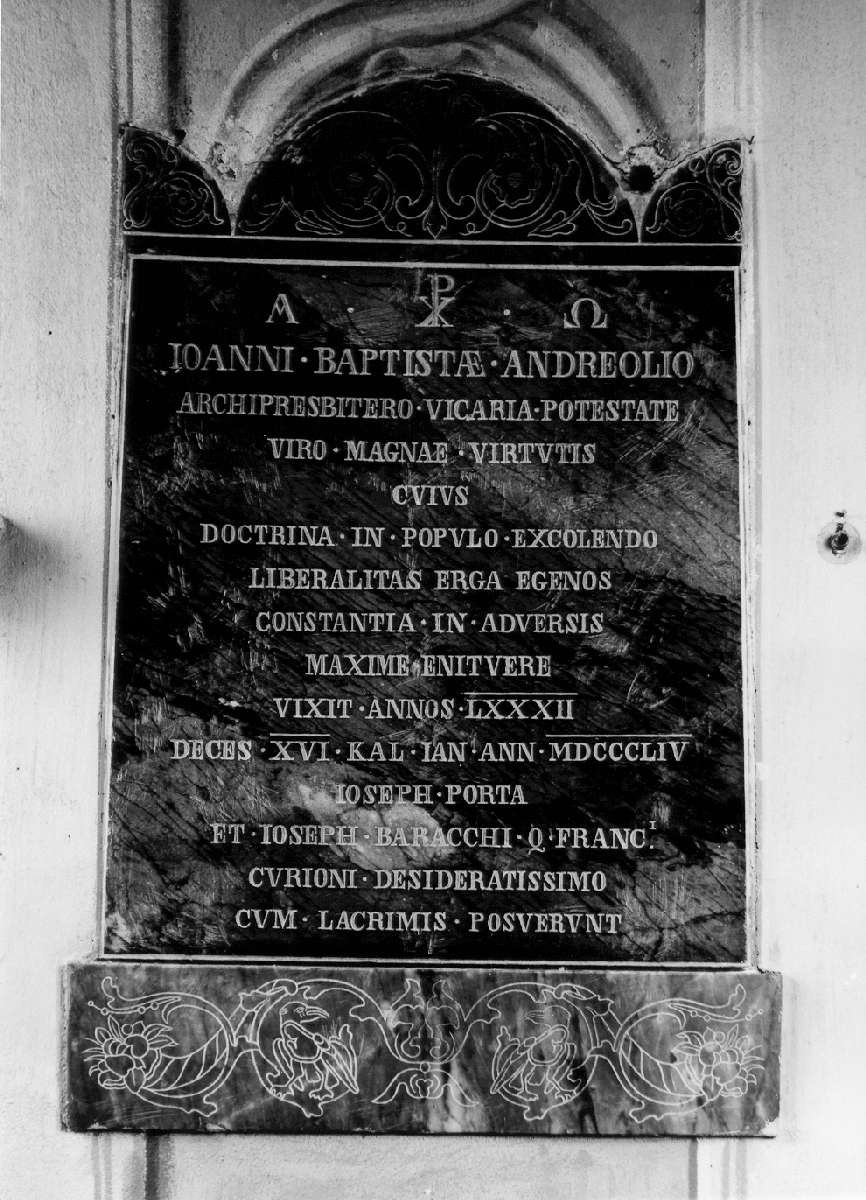 A · ☧ · Ω
IOANNI · BAPTISTÆ · ANDREOLIO
ARCHIPRESBITERO · VICARIA · POTESTATE
VIRO · MAGNAE · VIRTVTIS
CVIVS
DOCTRINA · IN · POPVLO · EXCOLENDO
LIBERALITAS ERGA EGENOS
CONSTANTIA · IN · ADVERSIS
MAXIME · ENITVERE
VIXIT · ANNOS · LXXXII
DECES · XVI · KAL · IAN · ANN · MDCCCLIV
IOSEPH · PORTA
ET · IOSEPH · BARACCHI · Q · FRANC.I
CVRIONI · DESIDERATISSIMO
CVM · LACRIMIS · POSVERVNT